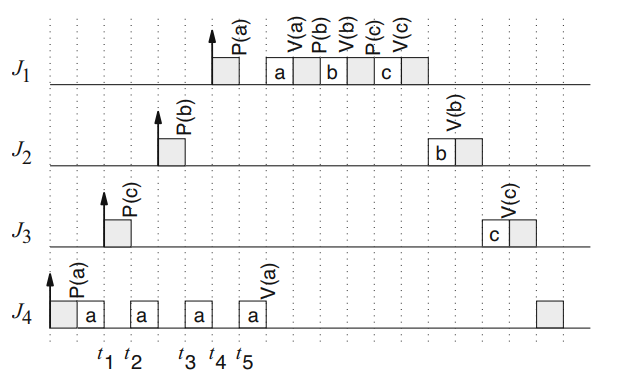 J1 P(a) a V(a) P(b) b V(b) P(c) c V(c)
J2 P(b) b V(b)
J3 P(c) c V(c)
J4 P(a) a a a a V(a)
t1 t2 t3 t4 t5